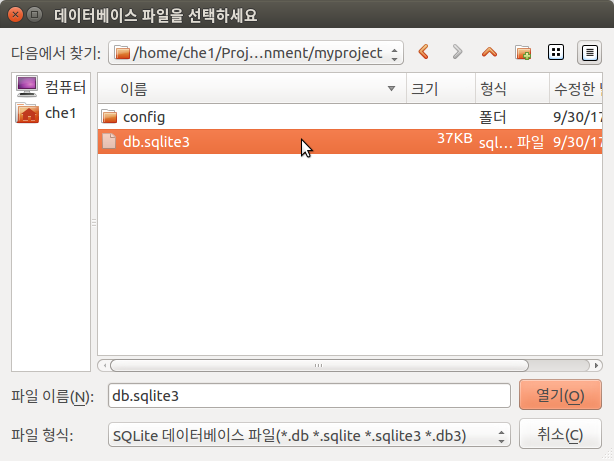 데이터베이스 파일을 선택하세요
다음에서 찾기: /home/che1/Proj…nment/myproject
컴퓨터
che1
이름 크기 형식 수정한
config 폴더 9/30/17
db.sqlite3 37KB sql... 파일 9/30/17
파일 이름(N): db.sqlite3 열기(O)
파일 형식: SQLite 데이터베이스 파일(*.db *.sqlite *.sqlite3 *.db3) 취소(C)